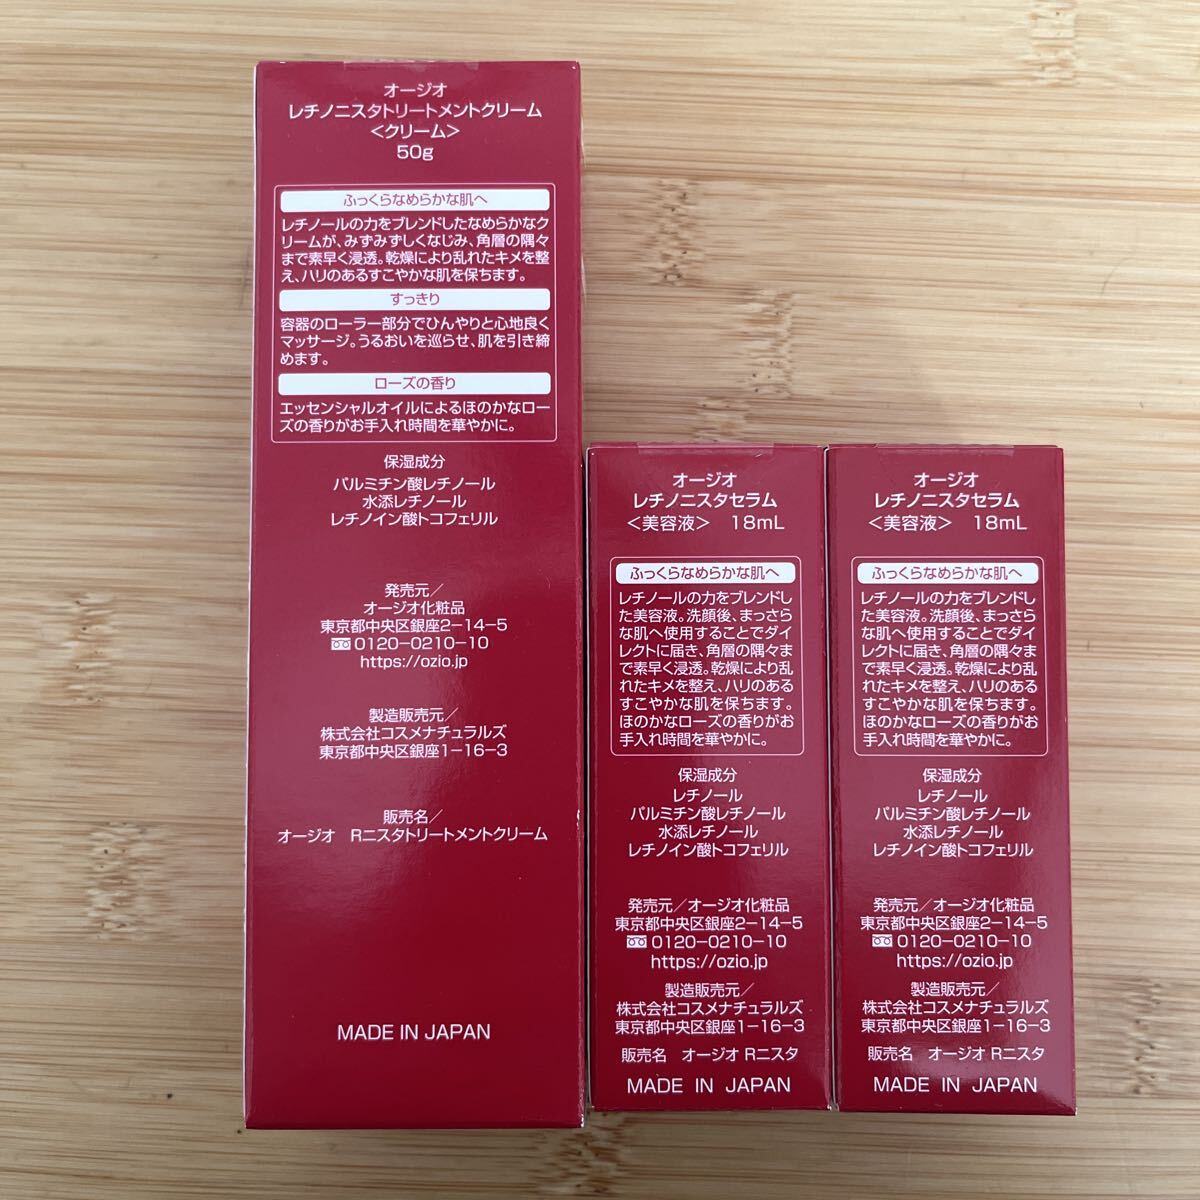 オージオ
レチノニスタトリートメントクリーム
＜クリーム＞
50g
ふっくらなめらかな肌へ
レチノールの力をブレンドしたなめらかなク
リームが、みずみずしくなじみ、角層の隅々
まで素早く浸透。乾燥により乱れたキメを整
え、ハリのあるすこやかな肌を保ちます。
すっきり
容器のローラー部分でひんやりと心地良く
マッサージ。うるおいを巡らせ、肌を引き締
めます。
ローズの香り
エッセンシャルオイルによるほのかなロー
ズの香りがお手入れ時間を華やかに。
保湿成分
パルミチン酸レチノール
水添レチノール
レチノイン酸トコフェリル
発売元／
オージオ化粧品
東京都中央区銀座2−14−5
0120−0210−10
https://ozio.jp
製造販売元／
株式会社コスメナチュラルズ
東京都中央区銀座1−16−3
販売名／
オージオ　Rニスタトリートメントクリーム
MADE IN JAPAN
オージオ
レチノニスタセラム
＜美容液＞　18mL
ふっくらなめらかな肌へ
レチノールの力をブレンドし
た美容液。洗顔後、まっさら
な肌へ使用することでダイ
レクトに届き、角層の隅々ま
で素早く浸透。乾燥により乱
れたキメを整え、ハリのある
すこやかな肌を保ちます。
ほのかなローズの香りがお
手入れ時間を華やかに。
保湿成分
レチノール
パルミチン酸レチノール
水添レチノール
レチノイン酸トコフェリル
発売元／オージオ化粧品
東京都中央区銀座2−14−5
0120−0210−10
https://ozio.jp
製造販売元／
株式会社コスメナチュラルズ
東京都中央区銀座1−16−3
販売名　オージオ Rニスタ
MADE IN JAPAN
オージオ
レチノニスタセラム
＜美容液＞　18mL
ふっくらなめらかな肌へ
レチノールの力をブレンドし
た美容液。洗顔後、まっさら
な肌へ使用することでダイ
レクトに届き、角層の隅々ま
で素早く浸透。乾燥により乱
れたキメを整え、ハリのある
すこやかな肌を保ちます。
ほのかなローズの香りがお
手入れ時間を華やかに。
保湿成分
レチノール
パルミチン酸レチノール
水添レチノール
レチノイン酸トコフェリル
発売元／オージオ化粧品
東京都中央区銀座2−14−5
0120−0210−10
https://ozio.jp
製造販売元／
株式会社コスメナチュラルズ
東京都中央区銀座1−16−3
販売名　オージオ Rニスタ
MADE IN JAPAN